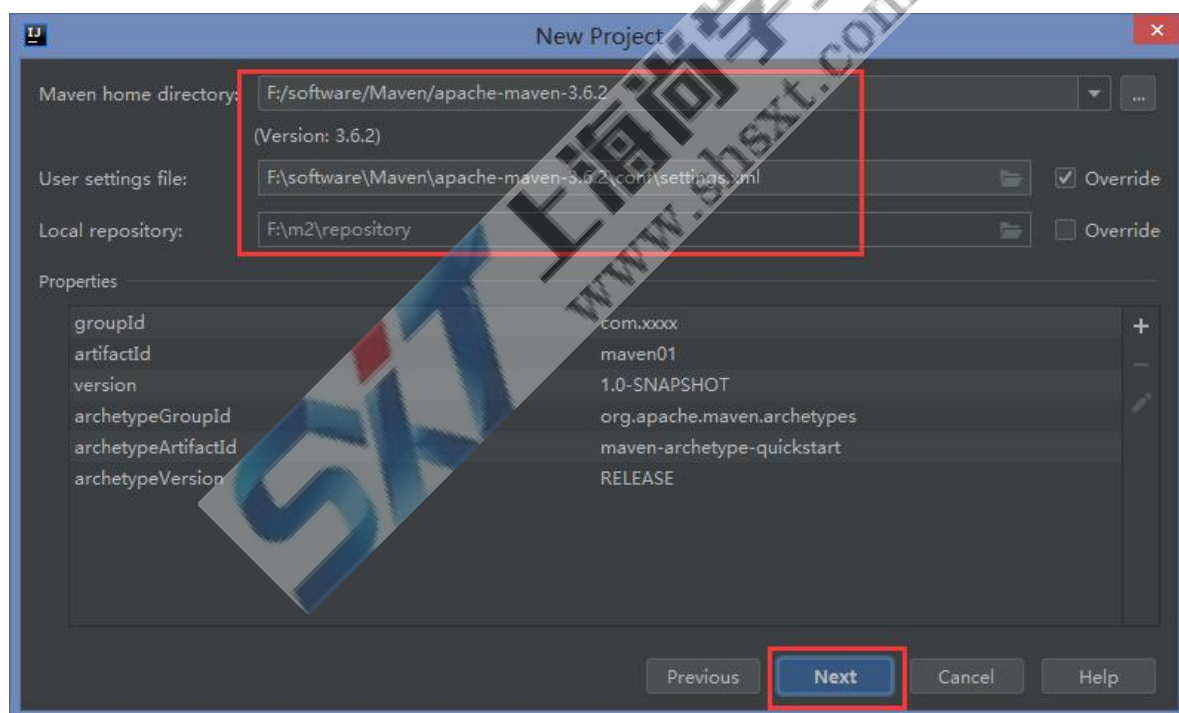 IJ
New Project
Maven home directory: F:/software/Maven/apache-maven-3.6.2 ...
(Version: 3.6.2)
User settings file: F:\software\Maven\apache-maven-3.6.2\conf\settings.xml Override
Local repository: F:\m2\repository Override
Properties
groupId com.xxxx
artifactId maven01
version 1.0-SNAPSHOT
archetypeGroupId org.apache.maven.archetypes
archetypeArtifactId maven-archetype-quickstart
archetypeVersion RELEASE
Previous Next Cancel Help
SXT 上海尚学
www.shsxt.com